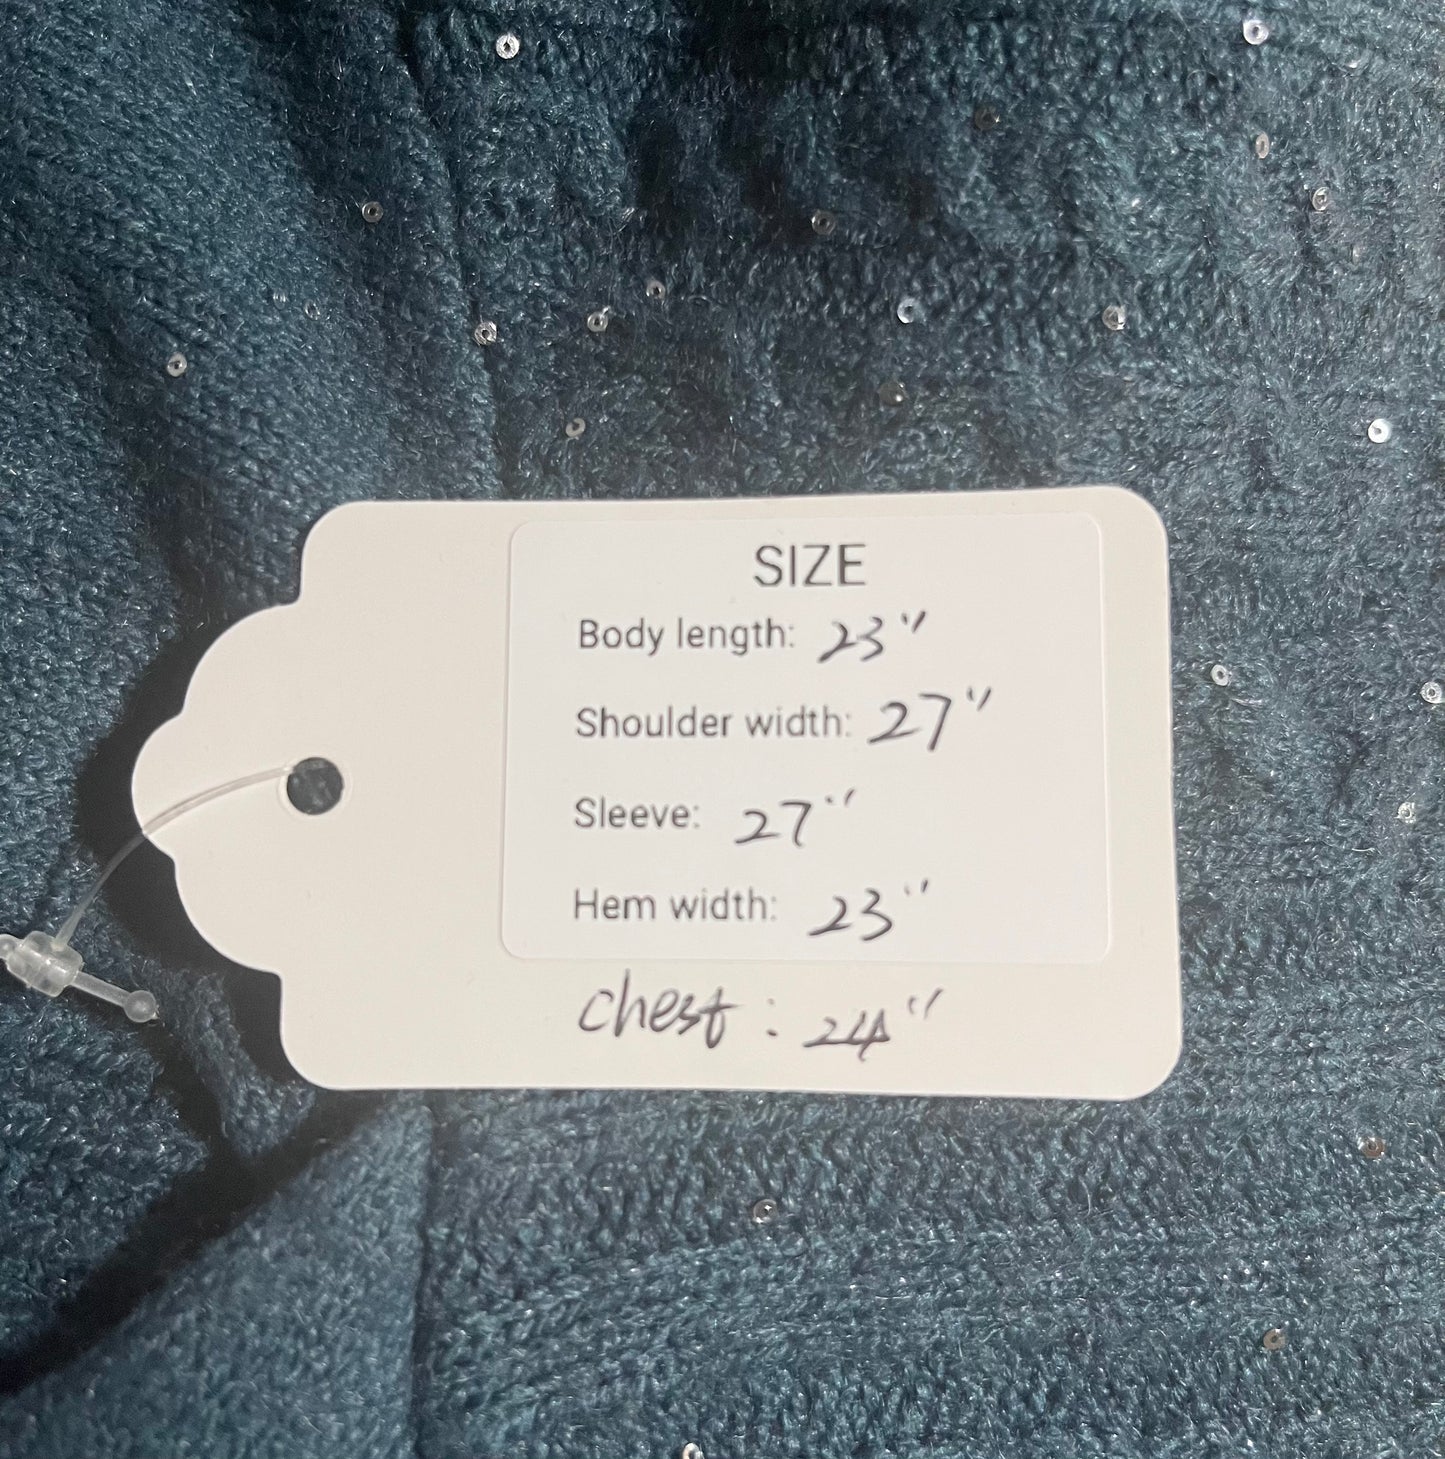 SIZE
Body length: 23"
Shoulder width: 27"
Sleeve: 27"
Hem width: 23"
chest : 24"